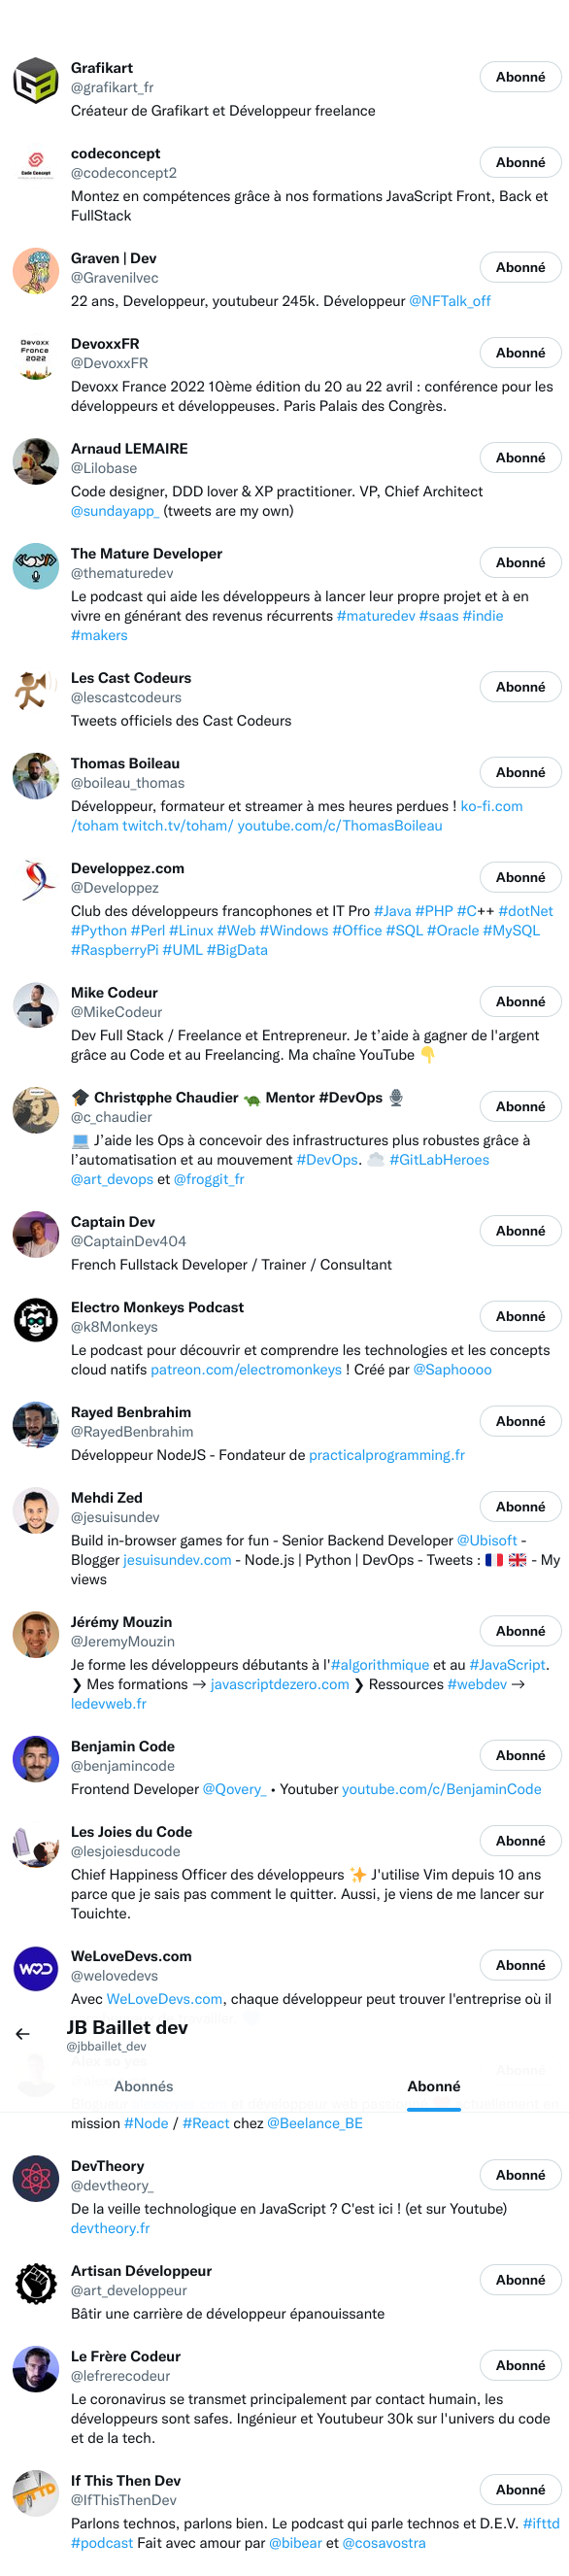 Grafikart
Abonné
@grafikart_fr
Créateur de Grafikart et Développeur freelance
codeconcept
Abonné
@codeconcept2
Montez en compétences grâce à nos formations JavaScript Front, Back et
FullStack
Graven | Dev
Abonné
@Gravenilvec
22 ans, Developpeur, youtubeur 245k. Développeur @NFTalk_off
Devoxx
France
2022
DevoxxFR
Abonné
@DevoxxFR
Devoxx France 2022 10ème édition du 20 au 22 avril : conférence pour les
développeurs et développeuses. Paris Palais des Congrès.
Arnaud LEMAIRE
Abonné
@Lilobase
Code designer, DDD lover & XP practitioner. VP, Chief Architect
@sundayapp_ (tweets are my own)
The Mature Developer
Abonné
@thematuredev
Le podcast qui aide les développeurs à lancer leur propre projet et à en
vivre en générant des revenus récurrents #maturedev #saas #indie
#makers
Les Cast Codeurs
Abonné
@lescastcodeurs
Tweets officiels des Cast Codeurs
Thomas Boileau
Abonné
@boileau_thomas
Développeur, formateur et streamer à mes heures perdues ! ko-fi.com
/toham twitch.tv/toham/ youtube.com/c/ThomasBoileau
Developpez.com
Abonné
@Developpez
Club des développeurs francophones et IT Pro #Java #PHP #C++ #dotNet
#Python #Perl #Linux #Web #Windows #Office #SQL #Oracle #MySQL
#RaspberryPi #UML #BigData
Mike Codeur
Abonné
@MikeCodeur
Dev Full Stack / Freelance et Entrepreneur. Je t’aide à gagner de l'argent
grâce au Code et au Freelancing. Ma chaîne YouTube 👇
🎓 Christφphe Chaudier 🐢 Mentor #DevOps 🎙
Abonné
@c_chaudier
💻 J’aide les Ops à concevoir des infrastructures plus robustes grâce à
l’automatisation et au mouvement #DevOps. ☁️ #GitLabHeroes
@art_devops et @froggit_fr
Captain Dev
Abonné
@CaptainDev404
French Fullstack Developer / Trainer / Consultant
Electro Monkeys Podcast
Abonné
@k8Monkeys
Le podcast pour découvrir et comprendre les technologies et les concepts
cloud natifs patreon.com/electromonkeys ! Créé par @Saphoooo
Rayed Benbrahim
Abonné
@RayedBenbrahim
Développeur NodeJS - Fondateur de practicalprogramming.fr
Mehdi Zed
Abonné
@jesuisundev
Build in-browser games for fun - Senior Backend Developer @Ubisoft -
Blogger jesuisundev.com - Node.js | Python | DevOps - Tweets : 🇫🇷 🇬🇧 - My
views
Jérémy Mouzin
Abonné
@JeremyMouzin
Je forme les développeurs débutants à l'#algorithmique et au #JavaScript.
❯ Mes formations → javascriptdezero.com ❯ Ressources #webdev →
ledevweb.fr
Benjamin Code
Abonné
@benjamincode
Frontend Developer @Qovery_ • Youtuber youtube.com/c/BenjaminCode
Les Joies du Code
Abonné
@lesjoiesducode
Chief Happiness Officer des développeurs ✨ J'utilise Vim depuis 10 ans
parce que je sais pas comment le quitter. Aussi, je viens de me lancer sur
Touichte.
WeLoveDevs.com
Abonné
@welovedevs
Avec WeLoveDevs.com, chaque développeur peut trouver l'entreprise où il
JB Baillet dev
@jbbaillet_dev
Abonnés
Abonné
mission #Node / #React chez @Beelance_BE
DevTheory
Abonné
@devtheory_
De la veille technologique en JavaScript ? C'est ici ! (et sur Youtube)
devtheory.fr
Artisan Développeur
Abonné
@art_developpeur
Bâtir une carrière de développeur épanouissante
Le Frère Codeur
Abonné
@lefrerecodeur
Le coronavirus se transmet principalement par contact humain, les
développeurs sont safes. Ingénieur et Youtubeur 30k sur l'univers du code
et de la tech.
If This Then Dev
Abonné
@IfThisThenDev
Parlons technos, parlons bien. Le podcast qui parle technos et D.E.V. #ifttd
#podcast Fait avec amour par @bibear et @cosavostra